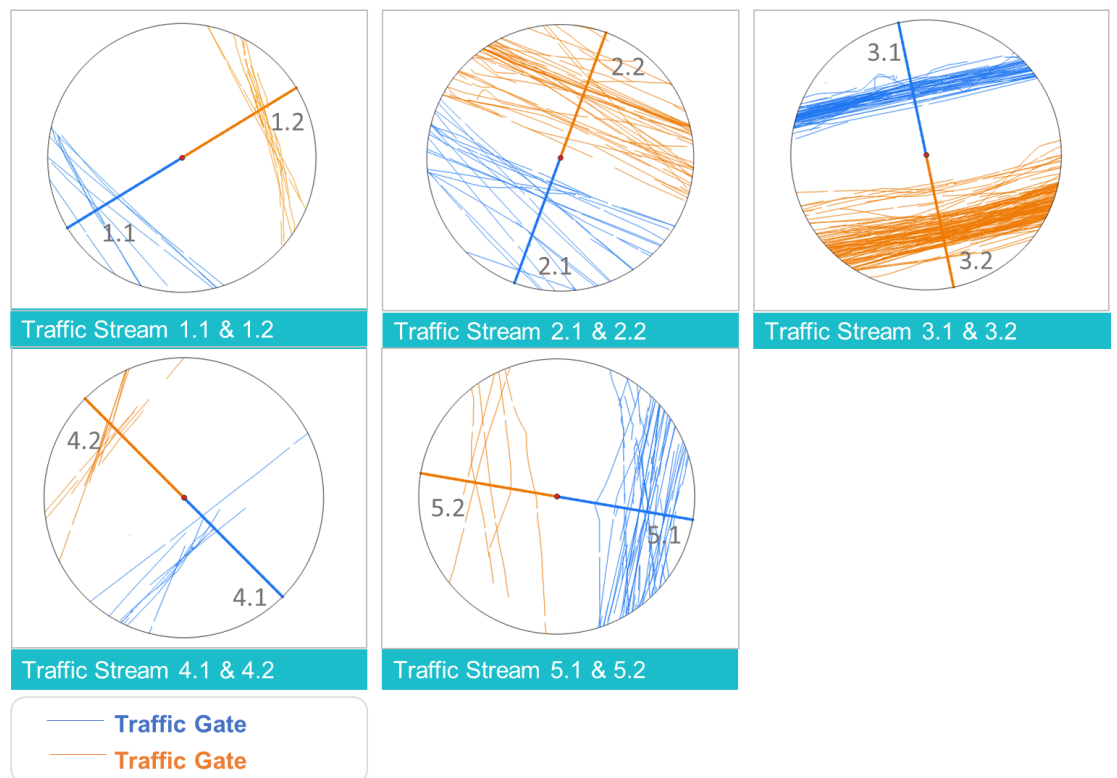 1.2
1.1
Traffic Stream 1.1 & 1.2
2.2
2.1
Traffic Stream 2.1 & 2.2
3.1
3.2
Traffic Stream 3.1 & 3.2
4.2
4.1
Traffic Stream 4.1 & 4.2
5.2
5.1
Traffic Stream 5.1 & 5.2
Traffic Gate
Traffic Gate